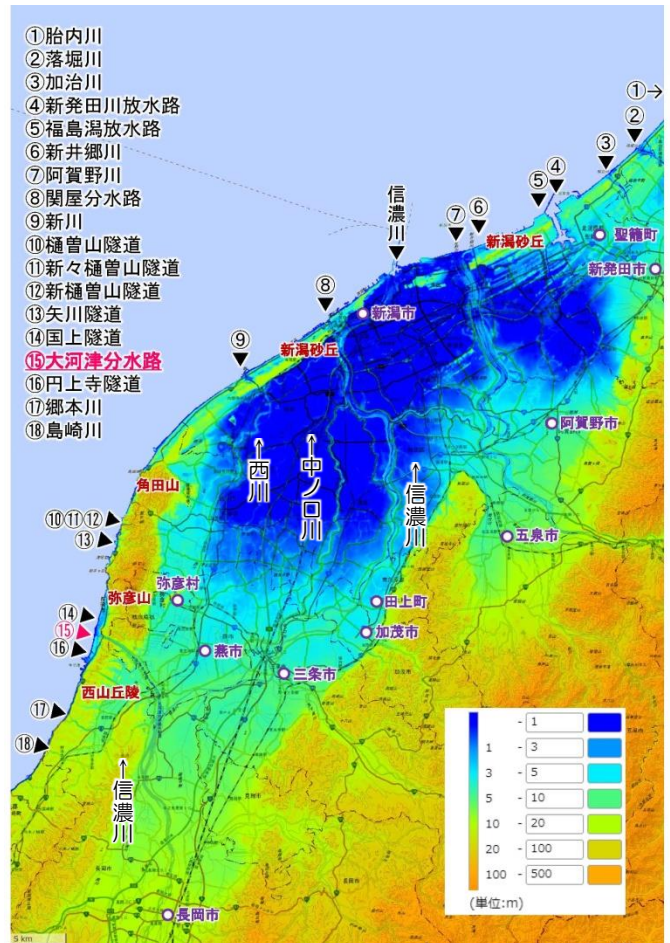 ①胎内川
②落堀川
③加治川
④新発田川放水路
⑤福島潟放水路
⑥新井郷川
⑦阿賀野川
⑧関屋分水路
⑨新川
⑩樋曽山隧道
⑪新々樋曽山隧道
⑫新樋曽山隧道
⑬矢川隧道
⑭国上隧道
⑮大河津分水路
⑯円上寺隧道
⑰郷本川
⑱島崎川
①→
②
③
④
⑤
⑥
⑦
信濃川
⑧
⑨
新潟砂丘
聖籠町
新発田市
新潟市
新潟砂丘
阿賀野市
←西川
←中ノ口川
←信濃川
角田山
⑩⑪⑫
⑬
五泉市
弥彦山
弥彦村
田上町
⑭
⑮
⑯
加茂市
燕市
三条市
西山丘陵
⑰
⑱
←信濃川
長岡市
- 1
1 - 3
3 - 5
5 - 10
10 - 20
20 - 100
100 - 500
(単位:m)
5 km